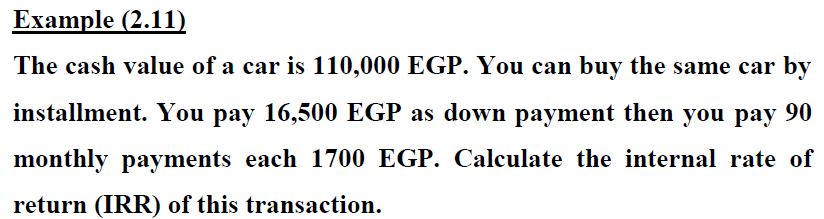 Example (2.11)
The cash value of a car is 110,000 EGP. You can buy the same car by
installment. You pay 16,500 EGP as down payment then you pay 90
monthly payments each 1700 EGP. Calculate the internal rate of
return (IRR) of this transaction.